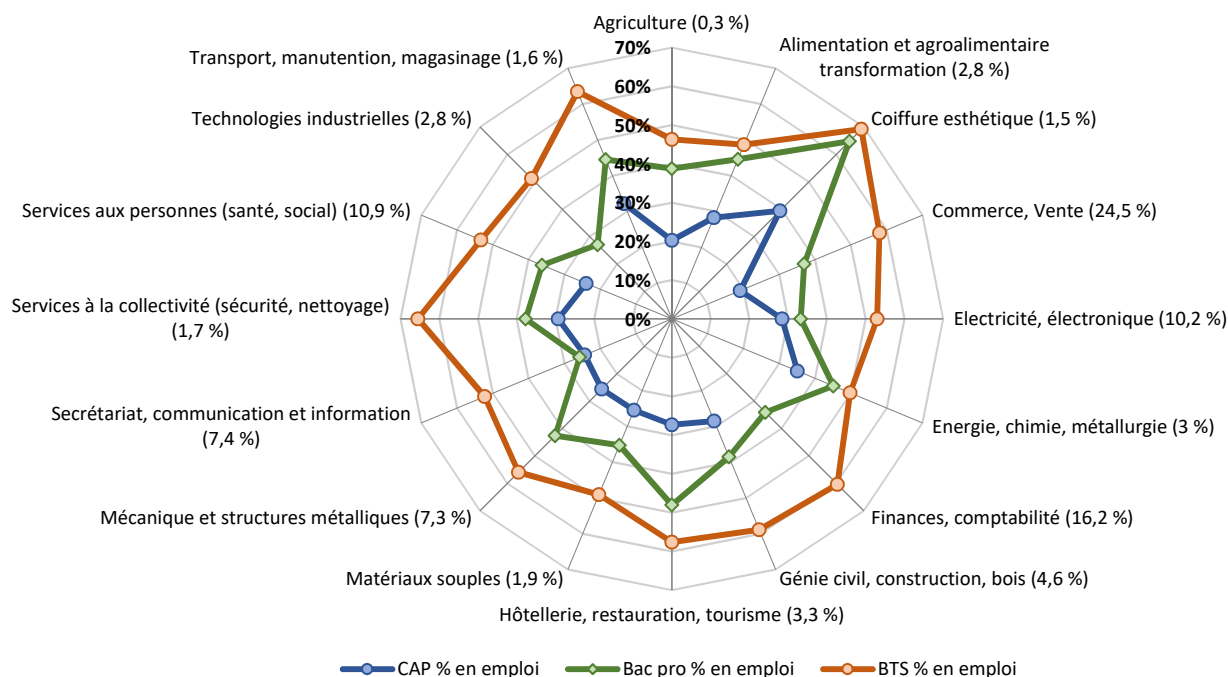 Agriculture (0,3 %)
Alimentation et agroalimentaire
transformation (2,8 %)
Coiffure esthétique (1,5 %)
Commerce, Vente (24,5 %)
Electricité, électronique (10,2 %)
Energie, chimie, métallurgie (3 %)
Finances, comptabilité (16,2 %)
Génie civil, construction, bois (4,6 %)
Hôtellerie, restauration, tourisme (3,3 %)
Matériaux souples (1,9 %)
Mécanique et structures métalliques (7,3 %)
Secrétariat, communication et information
(7,4 %)
Services à la collectivité (sécurité, nettoyage)
(1,7 %)
Services aux personnes (santé, social) (10,9 %)
Technologies industrielles (2,8 %)
Transport, manutention, magasinage (1,6 %)
70%
60%
50%
40%
30%
20%
10%
0%
CAP % en emploi
Bac pro % en emploi
BTS % en emploi